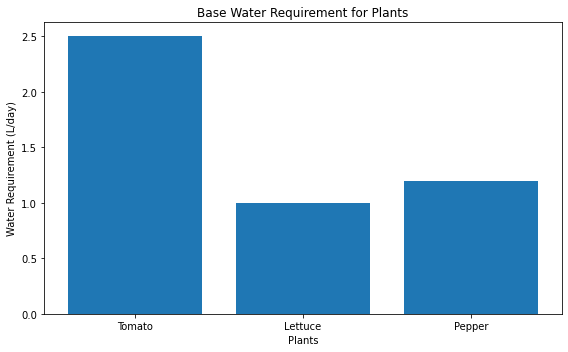 Base Water Requirement for Plants
Water Requirement (L/day)
2.5
2.0
1.5
1.0
0.5
0.0
Tomato
Lettuce
Pepper
Plants